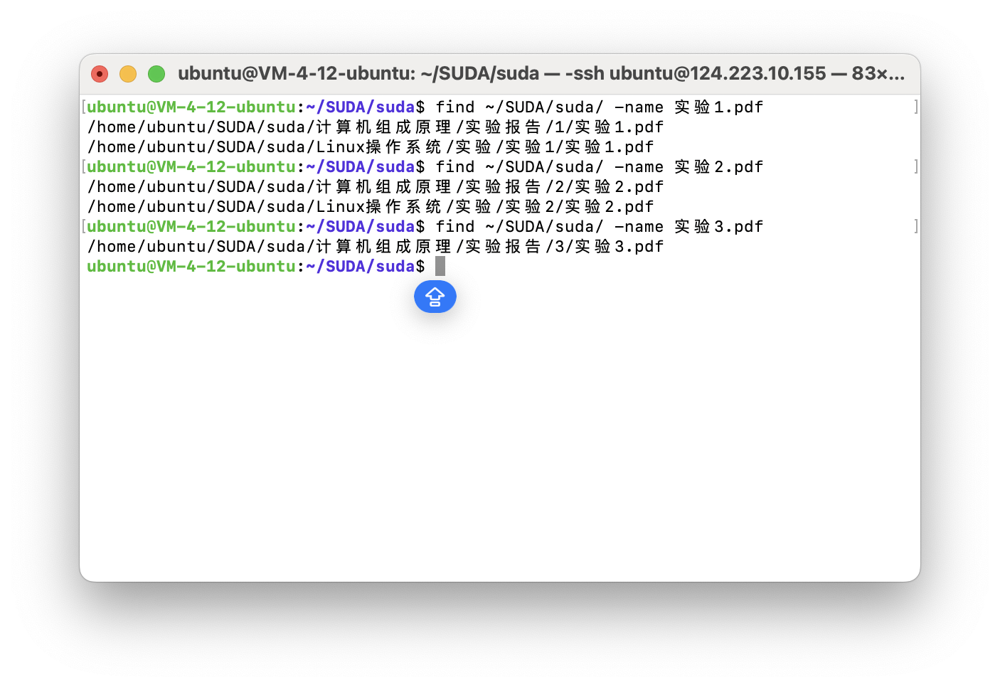 ubuntu@VM-4-12-ubuntu: ~/SUDA/suda — -ssh ubuntu@124.223.10.155 — 83×...
[ubuntu@VM-4-12-ubuntu:~/SUDA/suda$ find ~/SUDA/suda/ -name 实验1.pdf ]
/home/ubuntu/SUDA/suda/计算机组成原理/实验报告/1/实验1.pdf
/home/ubuntu/SUDA/suda/Linux操作系统/实验/实验1/实验1.pdf
[ubuntu@VM-4-12-ubuntu:~/SUDA/suda$ find ~/SUDA/suda/ -name 实验2.pdf ]
/home/ubuntu/SUDA/suda/计算机组成原理/实验报告/2/实验2.pdf
/home/ubuntu/SUDA/suda/Linux操作系统/实验/实验2/实验2.pdf
[ubuntu@VM-4-12-ubuntu:~/SUDA/suda$ find ~/SUDA/suda/ -name 实验3.pdf ]
/home/ubuntu/SUDA/suda/计算机组成原理/实验报告/3/实验3.pdf
ubuntu@VM-4-12-ubuntu:~/SUDA/suda$